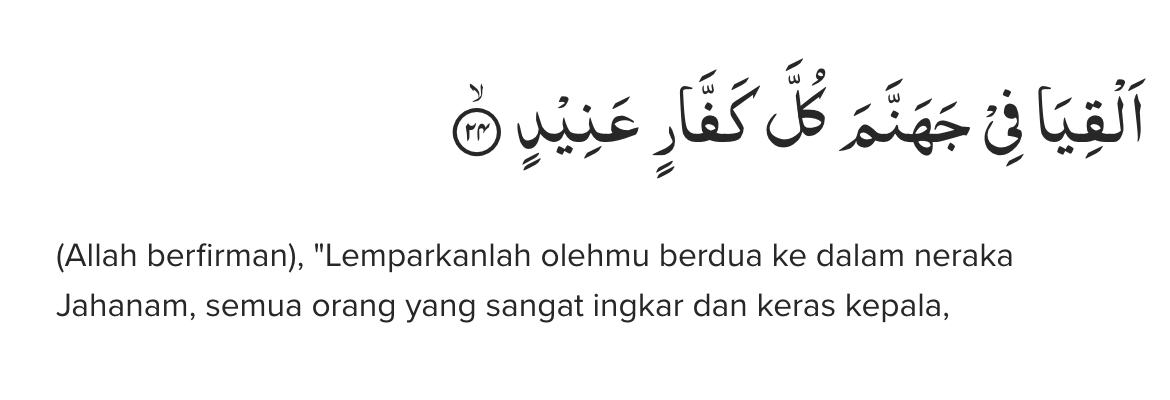 اَلْقِيَا فِيْ جَهَنَّمَ كُلَّ كَفَّارٍ عَنِيْدٍۙ ۝٢٤
(Allah berfirman), "Lemparkanlah olehmu berdua ke dalam neraka
Jahanam, semua orang yang sangat ingkar dan keras kepala,